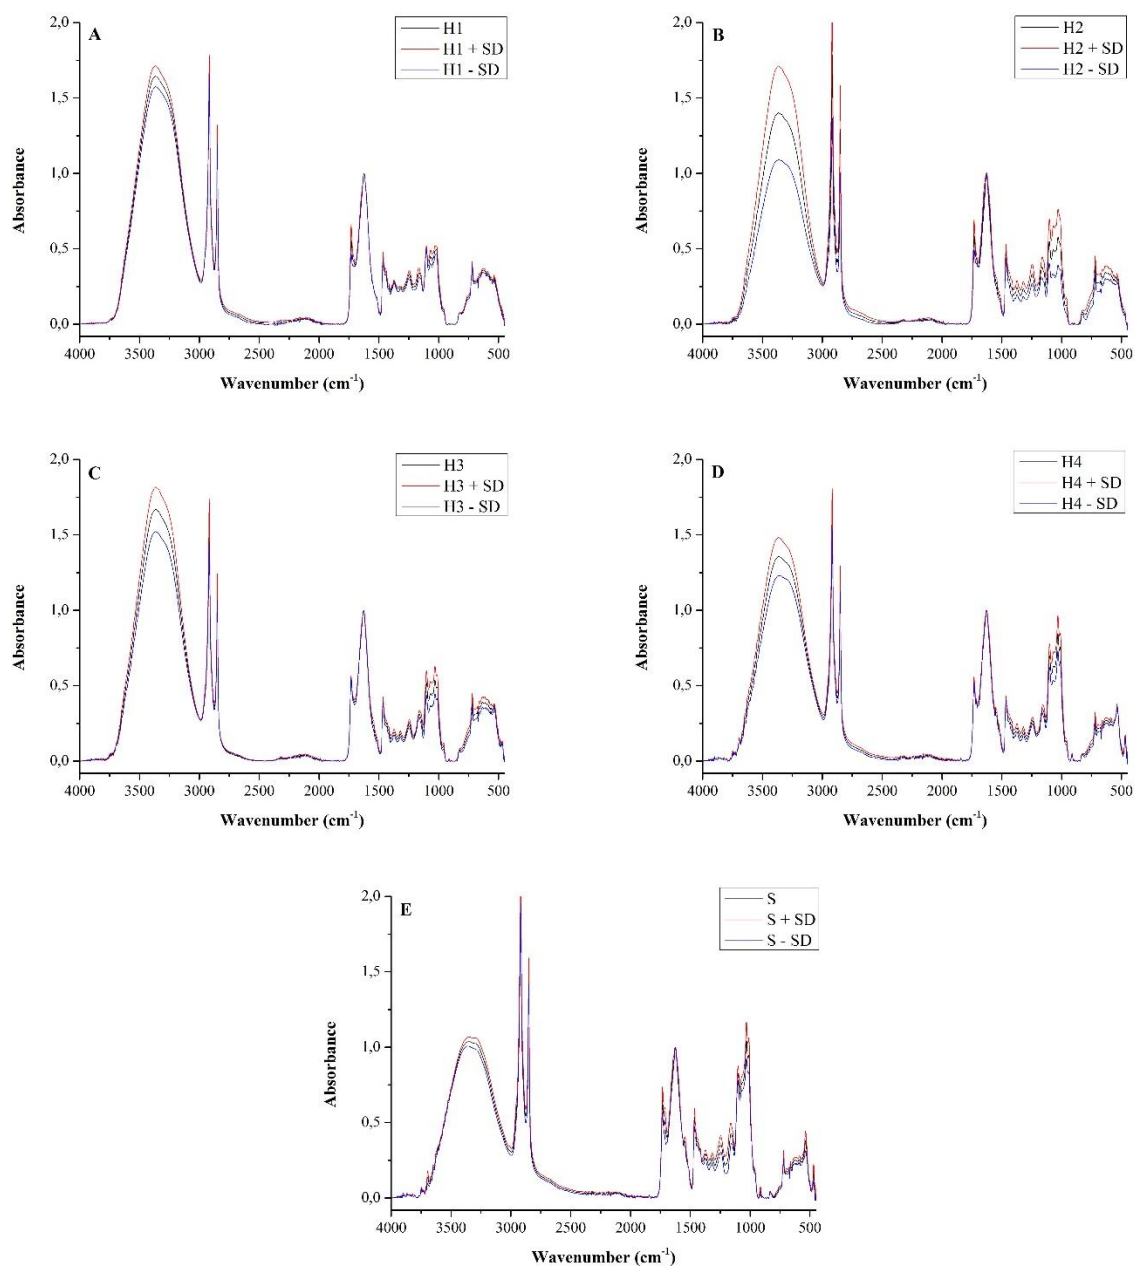 A
H1
H1 + SD
H1 - SD
2,0
1,5
1,0
0,5
0,0
Absorbance
4000 3500 3000 2500 2000 1500 1000 500
Wavenumber (cm⁻¹)
B
H2
H2 + SD
H2 - SD
2,0
1,5
1,0
0,5
0,0
Absorbance
4000 3500 3000 2500 2000 1500 1000 500
Wavenumber (cm⁻¹)
C
H3
H3 + SD
H3 - SD
2,0
1,5
1,0
0,5
0,0
Absorbance
4000 3500 3000 2500 2000 1500 1000 500
Wavenumber (cm⁻¹)
D
H4
H4 + SD
H4 - SD
2,0
1,5
1,0
0,5
0,0
Absorbance
4000 3500 3000 2500 2000 1500 1000 500
Wavenumber (cm⁻¹)
E
S
S + SD
S - SD
2,0
1,5
1,0
0,5
0,0
Absorbance
4000 3500 3000 2500 2000 1500 1000 500
Wavenumber (cm⁻¹)